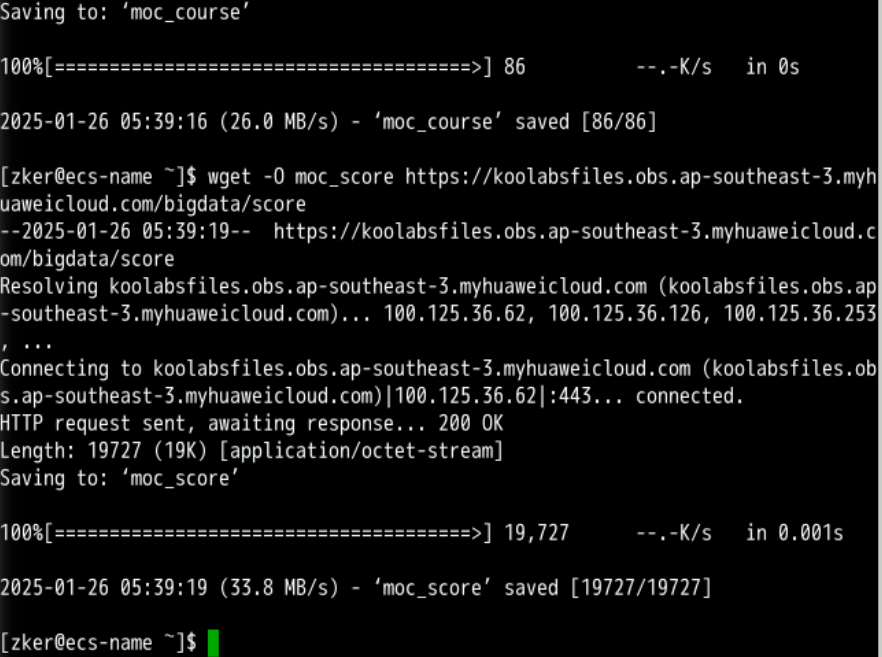 Saving to: ‘moc_course’
100%[======================================>] 86          --.-K/s   in 0s
2025-01-26 05:39:16 (26.0 MB/s) - ‘moc_course’ saved [86/86]
[zker@ecs-name ~]$ wget -O moc_score https://koolabsfiles.obs.ap-southeast-3.myh
uaweicloud.com/bigdata/score
--2025-01-26 05:39:19--  https://koolabsfiles.obs.ap-southeast-3.myhuaweicloud.c
om/bigdata/score
Resolving koolabsfiles.obs.ap-southeast-3.myhuaweicloud.com (koolabsfiles.obs.ap
-southeast-3.myhuaweicloud.com)... 100.125.36.62, 100.125.36.126, 100.125.36.253
, ...
Connecting to koolabsfiles.obs.ap-southeast-3.myhuaweicloud.com (koolabsfiles.ob
s.ap-southeast-3.myhuaweicloud.com)|100.125.36.62|:443... connected.
HTTP request sent, awaiting response... 200 OK
Length: 19727 (19K) [application/octet-stream]
Saving to: ‘moc_score’
100%[======================================>] 19,727      --.-K/s   in 0.001s
2025-01-26 05:39:19 (33.8 MB/s) - ‘moc_score’ saved [19727/19727]
[zker@ecs-name ~]$